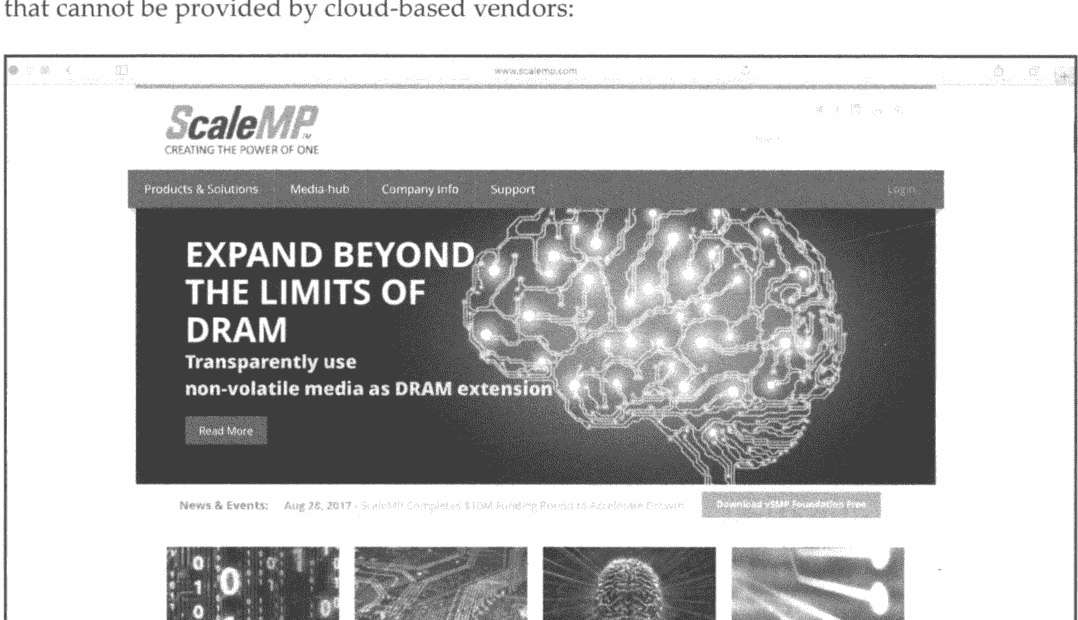 that cannot be provided by cloud-based vendors:
www.scalemp.com
ScaleMP™
CREATING THE POWER OF ONE
Products & Solutions Media-hub Company Info Support Login
EXPAND BEYOND
THE LIMITS OF
DRAM
Transparently use
non-volatile media as DRAM extension
Read More
News & Events: Aug 28, 2017 - ScaleMP Completes $10M Funding Round to Accelerate Growth Download vSMP Foundation Free